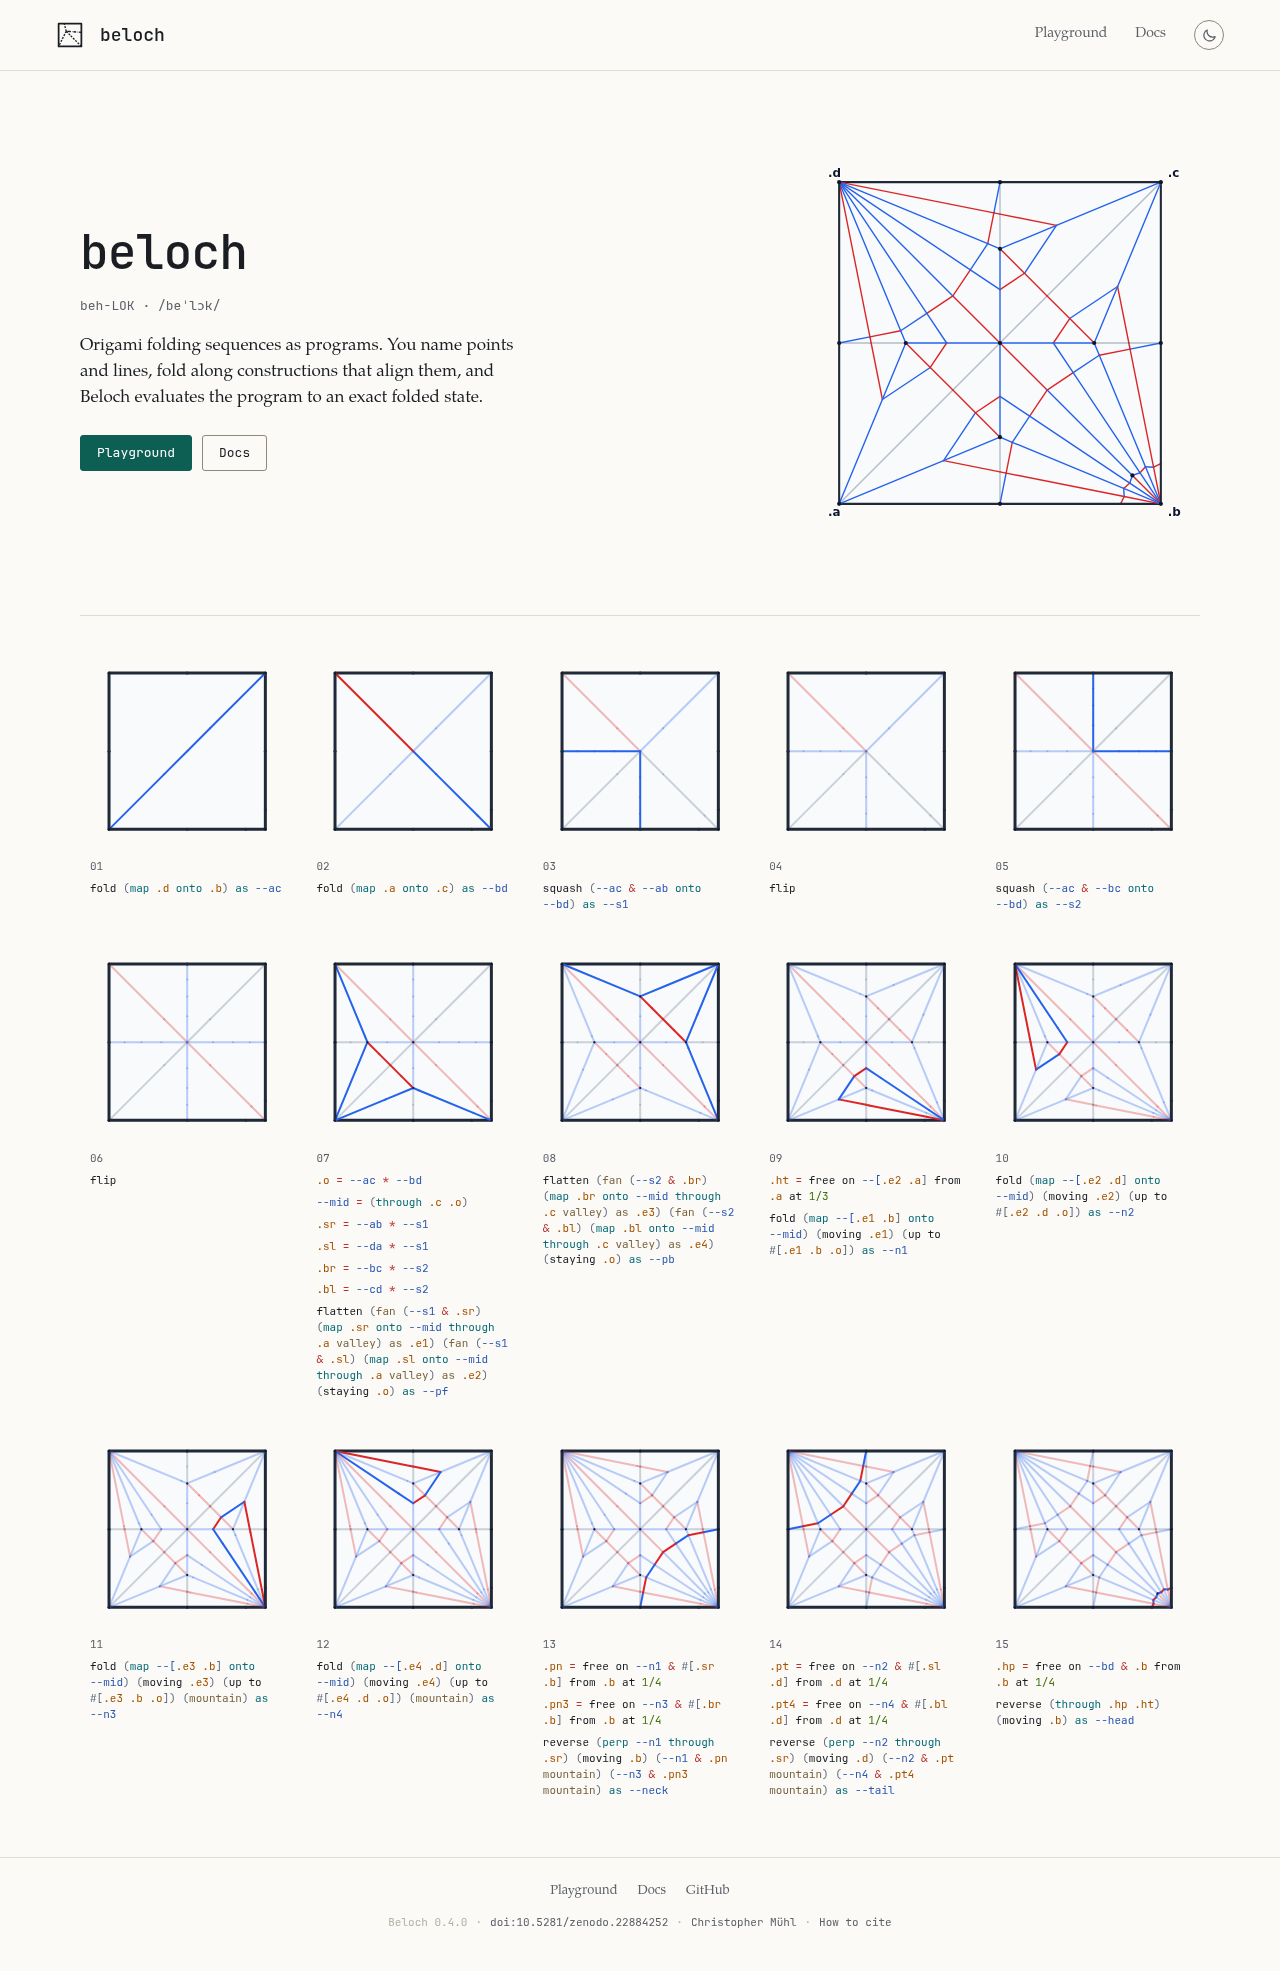 beloch
Playground Docs
beloch
beh-LOK · /beˈlɔk/
Origami folding sequences as programs. You name points
and lines, fold along constructions that align them, and
Beloch evaluates the program to an exact folded state.
Playground Docs
.d .c
.a .b
01
fold (map .d onto .b) as --ac
02
fold (map .a onto .c) as --bd
03
squash (--ac & --ab onto
--bd) as --s1
04
flip
05
squash (--ac & --bc onto
--bd) as --s2
06
flip
07
.o = --ac * --bd
--mid = (through .c .o)
.sr = --ab * --s1
.sl = --da * --s1
.br = --bc * --s2
.bl = --cd * --s2
flatten (fan (--s1 & .sr)
(map .sr onto --mid through
.a valley) as .e1) (fan (--s1
& .sl) (map .sl onto --mid
through .a valley) as .e2)
(staying .o) as --pf
08
flatten (fan (--s2 & .br)
(map .br onto --mid through
.c valley) as .e3) (fan (--s2
& .bl) (map .bl onto --mid
through .c valley) as .e4)
(staying .o) as --pb
09
.ht = free on --[.e2 .a] from
.a at 1/3
fold (map --[.e1 .b] onto
--mid) (moving .e1) (up to
#[.e1 .b .o]) as --n1
10
fold (map --[.e2 .d] onto
--mid) (moving .e2) (up to
#[.e2 .d .o]) as --n2
11
fold (map --[.e3 .b] onto
--mid) (moving .e3) (up to
#[.e3 .b .o]) (mountain) as
--n3
12
fold (map --[.e4 .d] onto
--mid) (moving .e4) (up to
#[.e4 .d .o]) (mountain) as
--n4
13
.pn = free on --n1 & #[.sr
.b] from .b at 1/4
.pn3 = free on --n3 & #[.br
.b] from .b at 1/4
reverse (perp --n1 through
.sr) (moving .b) (--n1 & .pn
mountain) (--n3 & .pn3
mountain) as --neck
14
.pt = free on --n2 & #[.sl
.d] from .d at 1/4
.pt4 = free on --n4 & #[.bl
.d] from .d at 1/4
reverse (perp --n2 through
.sr) (moving .d) (--n2 & .pt
mountain) (--n4 & .pt4
mountain) as --tail
15
.hp = free on --bd & .b from
.b at 1/4
reverse (through .hp .ht)
(moving .b) as --head
Playground Docs GitHub
Beloch 0.4.0 · doi:10.5281/zenodo.22884252 · Christopher Mühl · How to cite